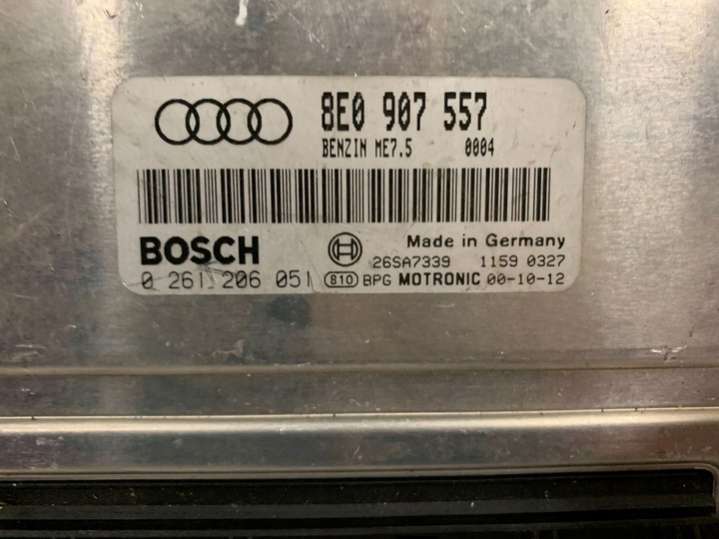 8E0 907 557
BENZIN ME7.5 0004
BOSCH
Made in Germany
26SA7339 1159 0327
0 261 206 051 810 BPG MOTRONIC 00-10-12